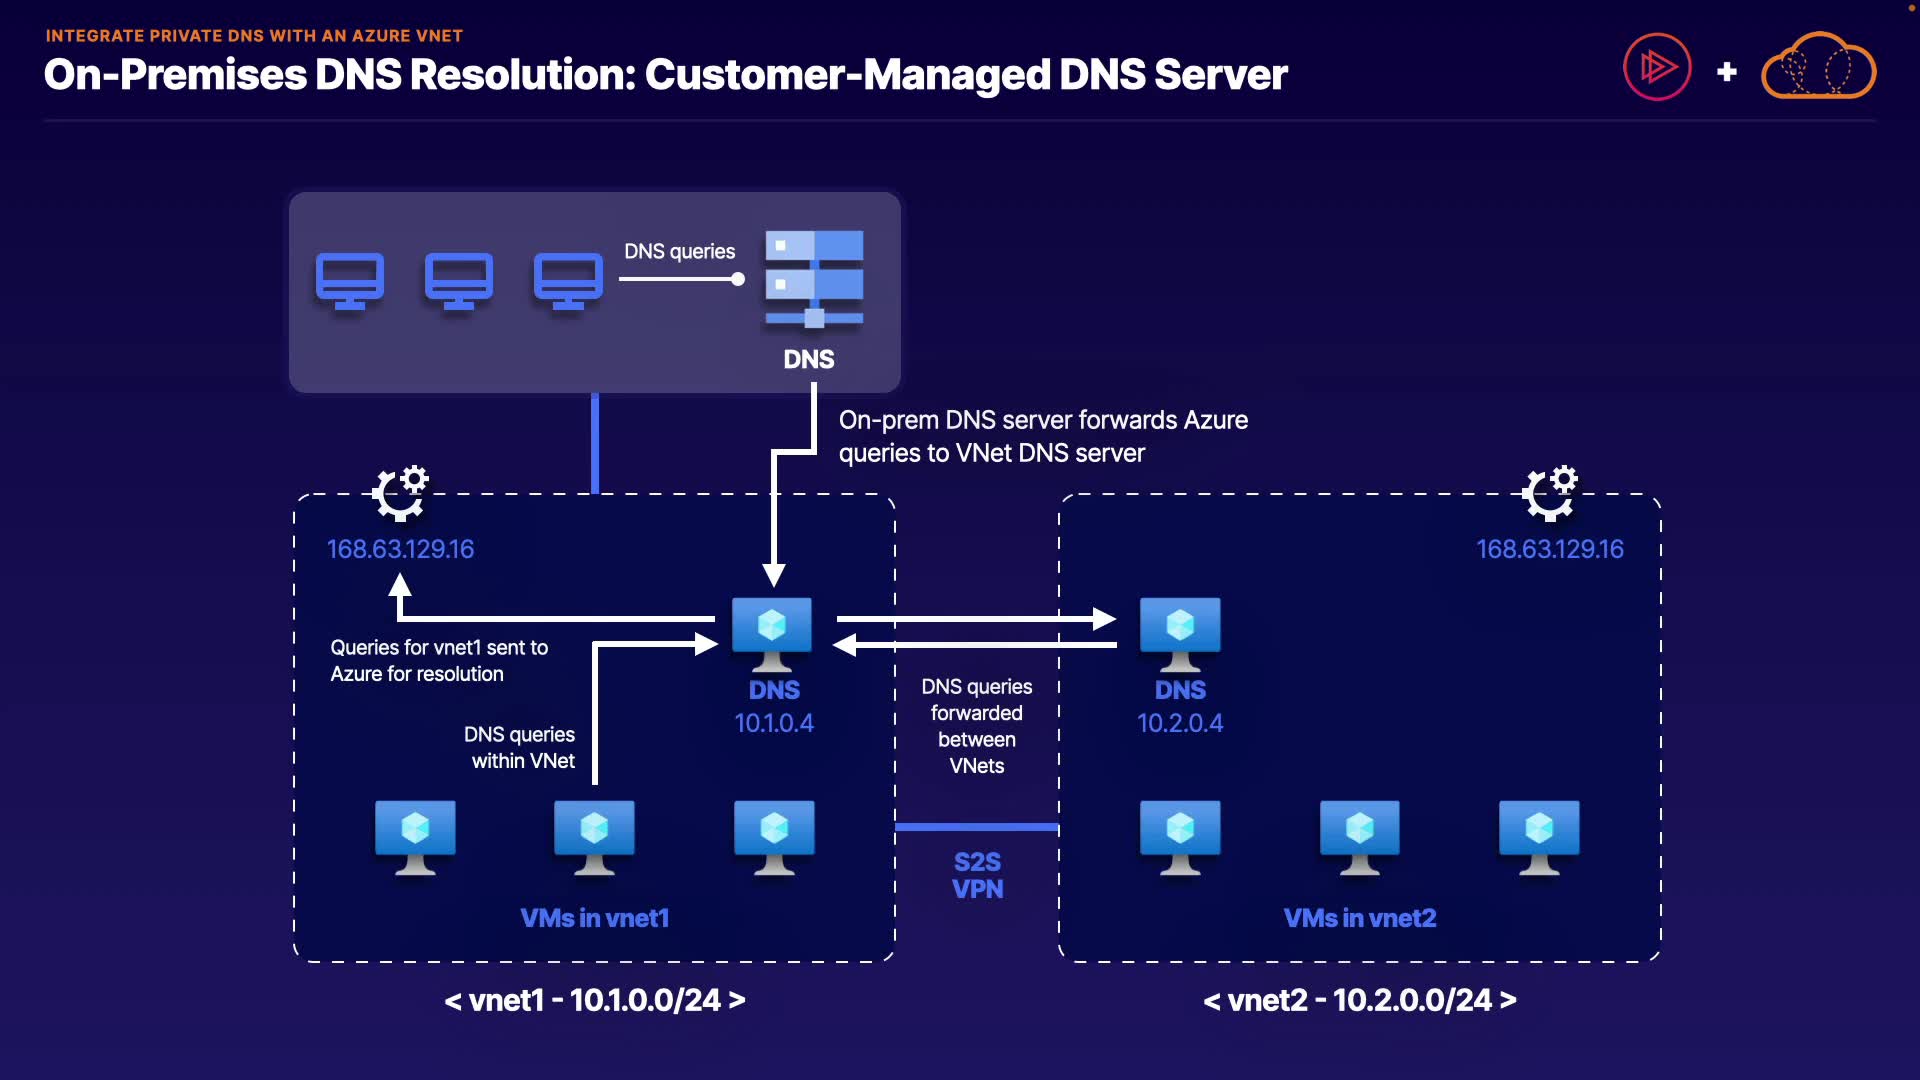 INTEGRATE PRIVATE DNS WITH AN AZURE VNET
On-Premises DNS Resolution: Customer-Managed DNS Server
DNS queries
DNS
On-prem DNS server forwards Azure
queries to VNet DNS server
168.63.129.16
168.63.129.16
Queries for vnet1 sent to
Azure for resolution
DNS
10.1.0.4
DNS queries
forwarded
between
VNets
DNS
10.2.0.4
DNS queries
within VNet
S2S
VPN
VMs in vnet1
VMs in vnet2
< vnet1 - 10.1.0.0/24 >
< vnet2 - 10.2.0.0/24 >